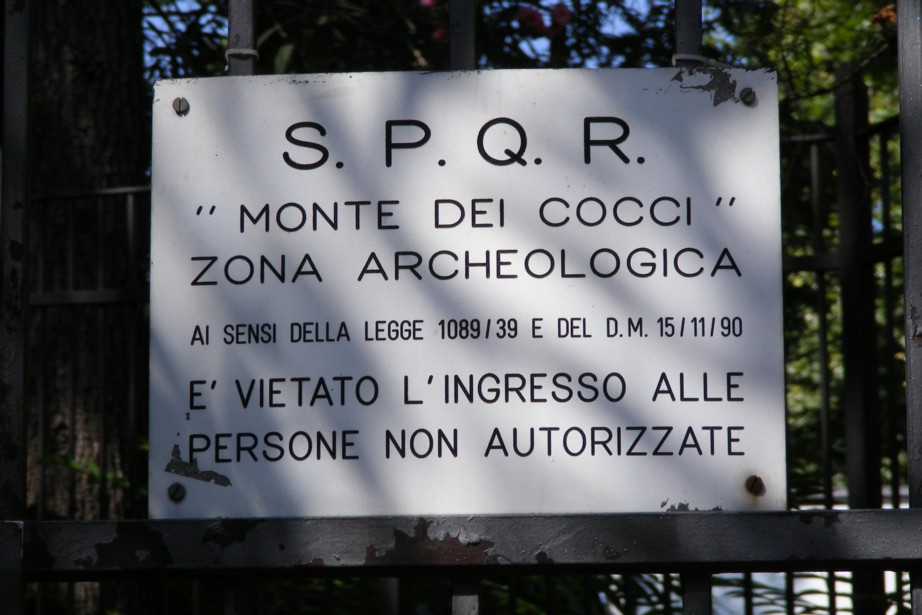 S. P. Q. R.
" MONTE DEI COCCI "
ZONA ARCHEOLOGICA
AI SENSI DELLA LEGGE 1089/39 E DEL D.M. 15/11/90
E' VIETATO L'INGRESSO ALLE
PERSONE NON AUTORIZZATE